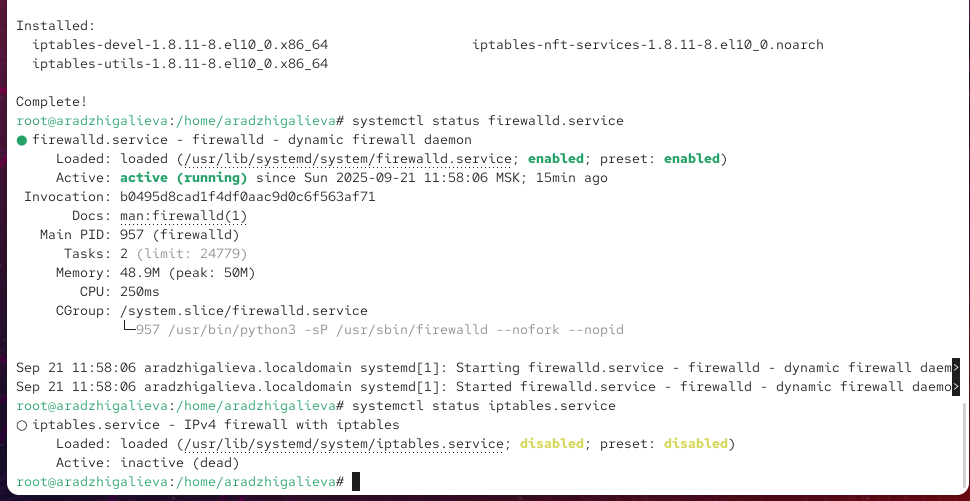 Installed:
iptables-devel-1.8.11-8.el10_0.x86_64 iptables-nft-services-1.8.11-8.el10_0.noarch
iptables-utils-1.8.11-8.el10_0.x86_64
Complete!
root@aradzhigalieva:/home/aradzhigalieva# systemctl status firewalld.service
● firewalld.service - firewalld - dynamic firewall daemon
Loaded: loaded (/usr/lib/systemd/system/firewalld.service; enabled; preset: enabled)
Active: active (running) since Sun 2025-09-21 11:58:06 MSK; 15min ago
Invocation: b0495d8cad1f4df0aac9d0c6f563af71
Docs: man:firewalld(1)
Main PID: 957 (firewalld)
Tasks: 2 (limit: 24779)
Memory: 48.9M (peak: 50M)
CPU: 250ms
CGroup: /system.slice/firewalld.service
└─957 /usr/bin/python3 -sP /usr/sbin/firewalld --nofork --nopid
Sep 21 11:58:06 aradzhigalieva.localdomain systemd[1]: Starting firewalld.service - firewalld - dynamic firewall daem>
Sep 21 11:58:06 aradzhigalieva.localdomain systemd[1]: Started firewalld.service - firewalld - dynamic firewall daemo>
root@aradzhigalieva:/home/aradzhigalieva# systemctl status iptables.service
○ iptables.service - IPv4 firewall with iptables
Loaded: loaded (/usr/lib/systemd/system/iptables.service; disabled; preset: disabled)
Active: inactive (dead)
root@aradzhigalieva:/home/aradzhigalieva#